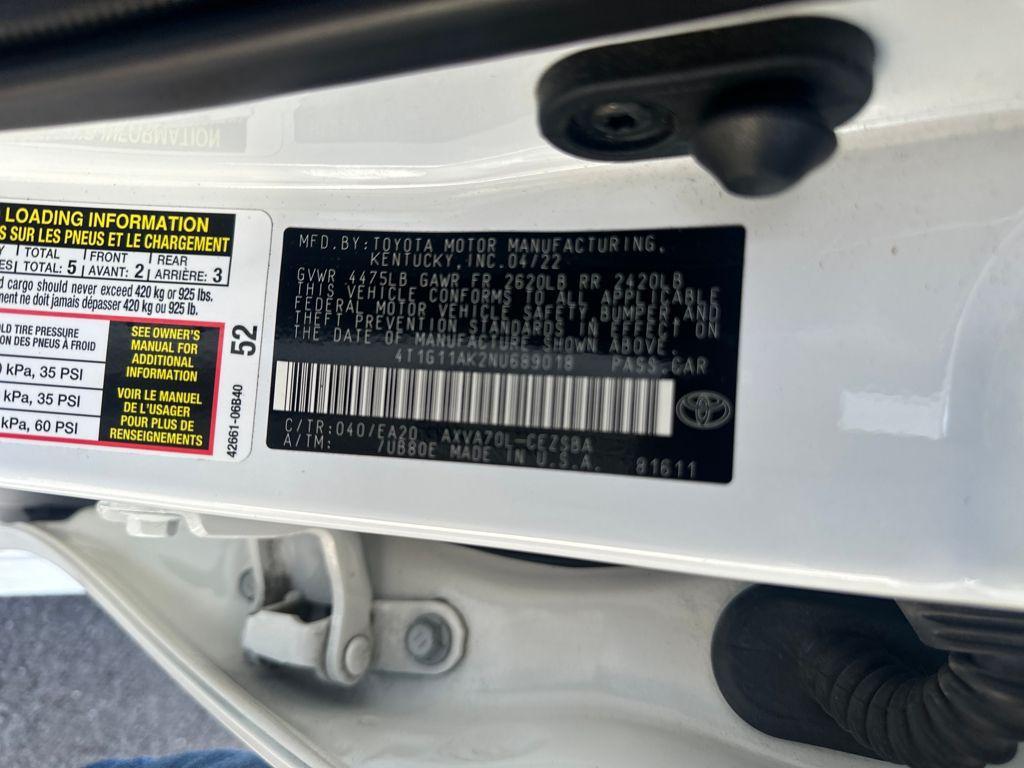 LOADING INFORMATION
SUR LES PNEUS ET LE CHARGEMENT
TOTAL FRONT REAR
TOTAL: 5 AVANT: 2 ARRIÈRE: 3
cargo should never exceed 420 kg or 925 lbs.
ne doit jamais dépasser 420 kg ou 925 lb.
TIRE PRESSURE
DES PNEUS À FROID
kPa, 35 PSI
kPa, 35 PSI
kPa, 60 PSI
SEE OWNER'S
MANUAL FOR
ADDITIONAL
INFORMATION
VOIR LE MANUEL
DE L'USAGER
POUR PLUS DE
RENSEIGNEMENTS
52
42661-06B40
MFD.BY:TOYOTA MOTOR MANUFACTURING,
KENTUCKY,INC.04/22
GVWR 4475LB GAWR FR 2620LB RR 2420LB
THIS VEHICLE CONFORMS TO ALL APPLICABLE
FEDERAL MOTOR VEHICLE SAFETY,BUMPER,AND
THEFT PREVENTION STANDARDS IN EFFECT ON
THE DATE OF MANUFACTURE SHOWN ABOVE.
4T1G11AK2NU689018 PASS.CAR
C/TR:040/EA20 AXVA70L-CEZSBA
A/TM: /UB80E MADE IN U.S.A. 81611